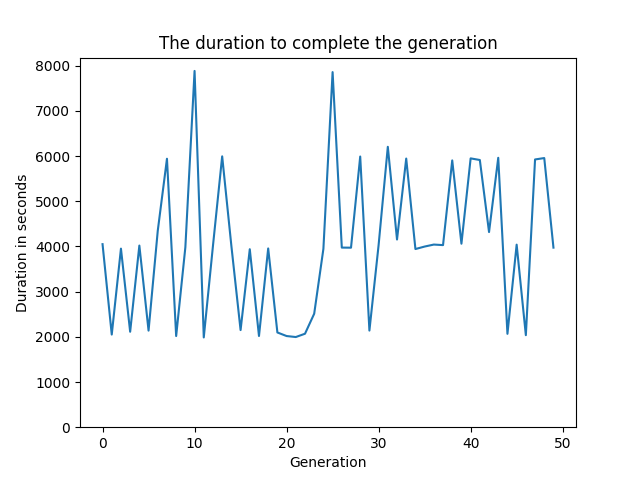 The duration to complete the generation
8000
7000
6000
5000
4000
3000
2000
1000
0
Duration in seconds
0 10 20 30 40 50
Generation